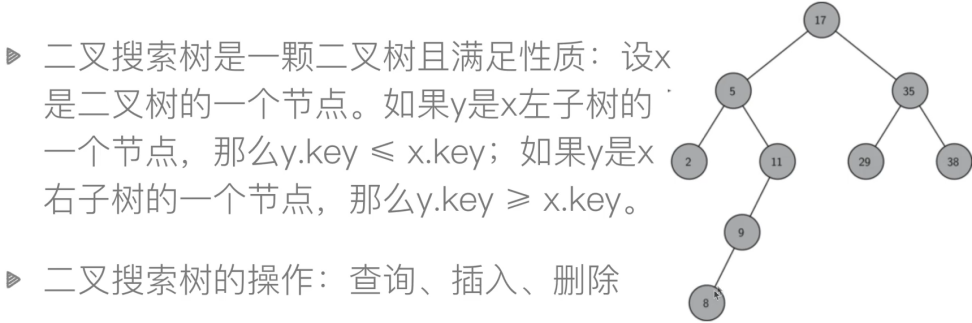 二叉搜索树是一颗二叉树且满足性质：设x
是二叉树的一个节点。如果y是x左子树的
一个节点，那么y.key ≤ x.key；如果y是x
右子树的一个节点，那么y.key ≥ x.key。
二叉搜索树的操作：查询、插入、删除
17
5
35
2
11
29
38
9
8